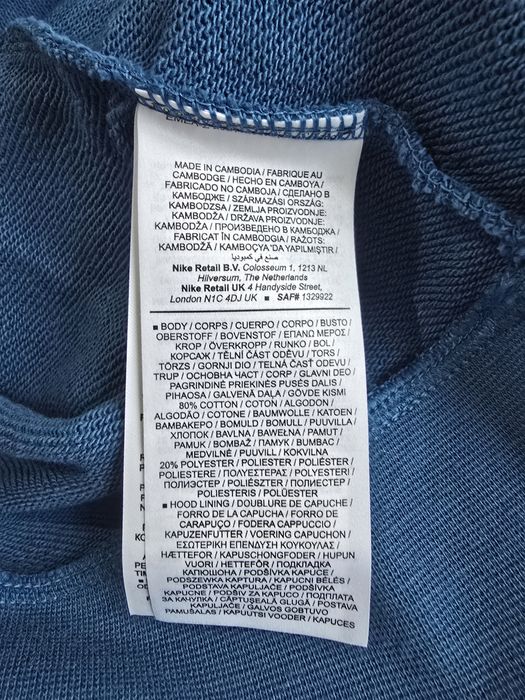 MADE IN CAMBODIA / FABRIQUE AU
CAMBODGE / HECHO EN CAMBOYA /
FABRICADO NO CAMBOJA / СДЕЛАНО В
КАМБОДЖЕ / SZÁRMAZÁSI ORSZÁG:
KAMBODZSA / ZEMLJA PROIZVODNJE:
KAMBODŽA / DRŽAVA PROIZVODNJE:
KAMBODŽA / ПРОИЗВЕДЕНО В КАМБОДЖА /
FABRICAT ÎN CAMBODGIA / RAŽOTS:
KAMBODŽĀ / KAMBOÇYA'DA YAPILMIŞTIR /
صنع في كمبوديا
Nike Retail B.V. Colosseum 1, 1213 NL
Hilversum, The Netherlands
Nike Retail UK 4 Handyside Street,
London N1C 4DJ UK ■ SAF# 1329922
■ BODY / CORPS / CUERPO / CORPO / BUSTO /
OBERSTOFF / BOVENSTOF / ΕΠΑΝΩ ΜΕΡΟΣ /
KROP / ÖVERKROPP / RUNKO / BOL /
КОРСАЖ / TĚLNÍ ČÁST ODĚVU / TORS /
TÖRZS / GORNJI DIO / TELNÁ ČASŤ ODEVU /
TRUP / ОСНОВНА ЧАСТ / CORP / GLAVNI DEO /
PAGRINDINĖ PRIEKINĖS PUSĖS DALIS /
PIHAOSA / GALVENĀ DAĻA / GÖVDE KISMI
80% COTTON / COTON / ALGODÓN /
ALGODÃO / COTONE / BAUMWOLLE / KATOEN /
ΒΑΜΒΑΚΕΡΟ / BOMULD / BOMULL / PUUVILLA /
ХЛОПОК / BAVLNA / BAWEŁNA / PAMUT /
PAMUK / BOMBAŽ / ПАМУК / BUMBAC /
MEDVILNĖ / PUUVILL / KOKVILNA
20% POLYESTER / POLIÉSTER / POLIÉSTER /
POLIESTERE / ΠΟΛΥΕΣΤΕΡΑΣ / POLYESTERI /
ПОЛИЭСТЕР / POLIÉSZTER / ПОЛИЕСТЕР /
POLIESTERIS / POLÜESTER
■ HOOD LINING / DOUBLURE DE CAPUCHE /
FORRO DE LA CAPUCHA / FORRO DE
CARAPUÇO / FODERA CAPPUCCIO /
KAPUZENFUTTER / VOERING CAPUCHON /
ΕΣΩΤΕΡΙΚΗ ΕΠΕΝΔΥΣΗ ΚΟΥΚΟΥΛΑΣ /
HÆTTEFOR / KAPUSCHONGFODER / HUPUN
VUORI / HETTEFÔR / ПОДКЛАДКА
КАПЮШОНА / PODŠÍVKA KAPUCE /
PODSZEWKA KAPTURA / KAPUCNI BÉLÉS /
PODSTAVA KAPULJAČE / PODŠÍVKA
KAPUCNE / PODŠIV ZA KAPUCO / ПОДПЛАТА
ЗА КАЧУЛКА / CĂPTUȘEALĂ GLUGĂ / POSTAVA
KAPULJAČE / GALVOS GOBTUVO
PAMUŠALAS / KAPUUTSI VOODER / KAPUCES